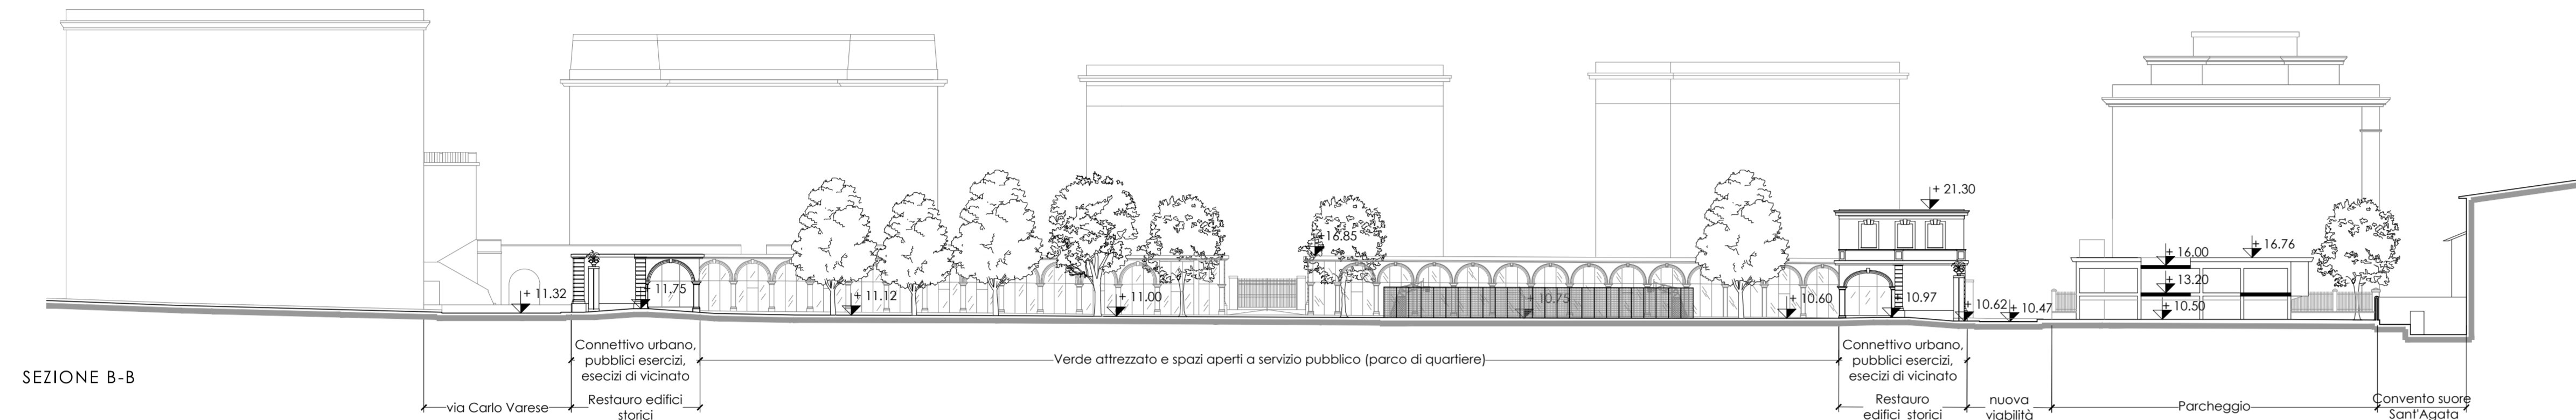 + 21.30
+ 16.85
+ 16.00
+ 16.76
+ 13.20
+ 11.32
+ 11.75
+ 11.12
+ 11.00
+ 10.75
+ 10.60
+ 10.97
+ 10.62
+ 10.47
+ 10.50
Connettivo urbano,
pubblici esercizi,
esecizi di vicinato
Verde attrezzato e spazi aperti a servizio pubblico (parco di quartiere)
Connettivo urbano,
pubblici esercizi,
esecizi di vicinato
SEZIONE B-B
via Carlo Varese
Restauro edifici
storici
Restauro
edifici storici
nuova
viabilità
Parcheggio
Convento suore
Sant'Agata